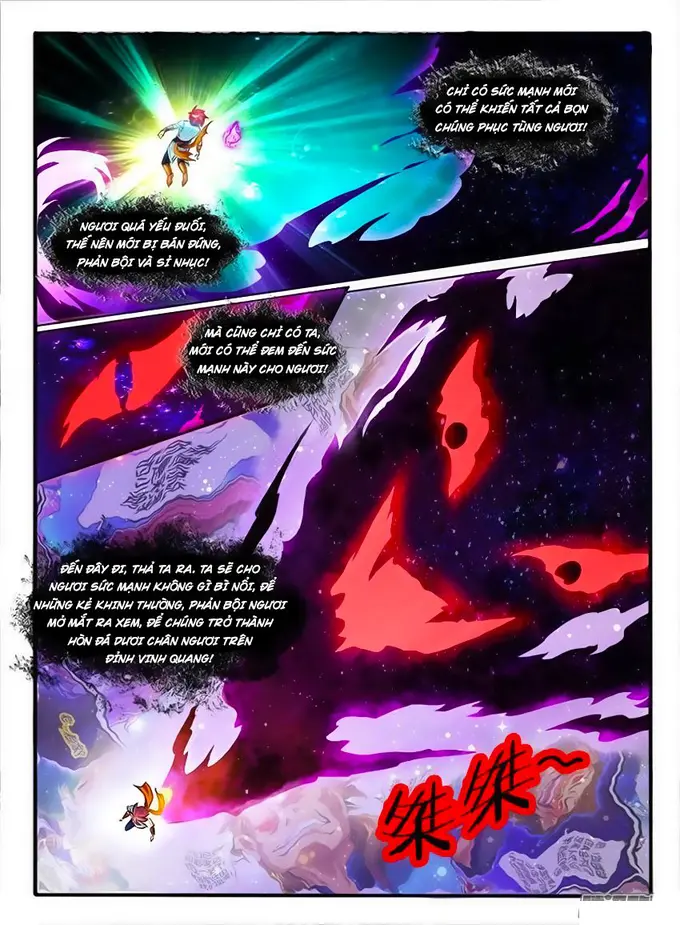 CHỈ CÓ SỨC MẠNH MỚI
CÓ THỂ KHIẾN TẤT CẢ BỌN
CHÚNG PHỤC TÙNG NGƯƠI!
NGƯƠI QUÁ YẾU ĐUỐI,
THẾ NÊN MỚI BỊ BÁN ĐỨNG,
PHẢN BỘI VÀ SỈ NHỤC!
MÀ CŨNG CHỈ CÓ TA,
MỚI CÓ THỂ ĐEM ĐẾN SỨC
MẠNH NÀY CHO NGƯƠI!
ĐẾN ĐÂY ĐI, THẢ TA RA. TA SẼ CHO
NGƯƠI SỨC MẠNH KHÔNG GÌ BÌ NỔI, ĐỂ
NHỮNG KẺ KHINH THƯỜNG, PHẢN BỘI NGƯƠI
MỞ MẮT RA XEM, ĐỂ CHÚNG TRỞ THÀNH
HÒN ĐÁ DƯƠI CHÂN NGƯƠI TRÊN
ĐỈNH VINH QUANG!
桀桀~